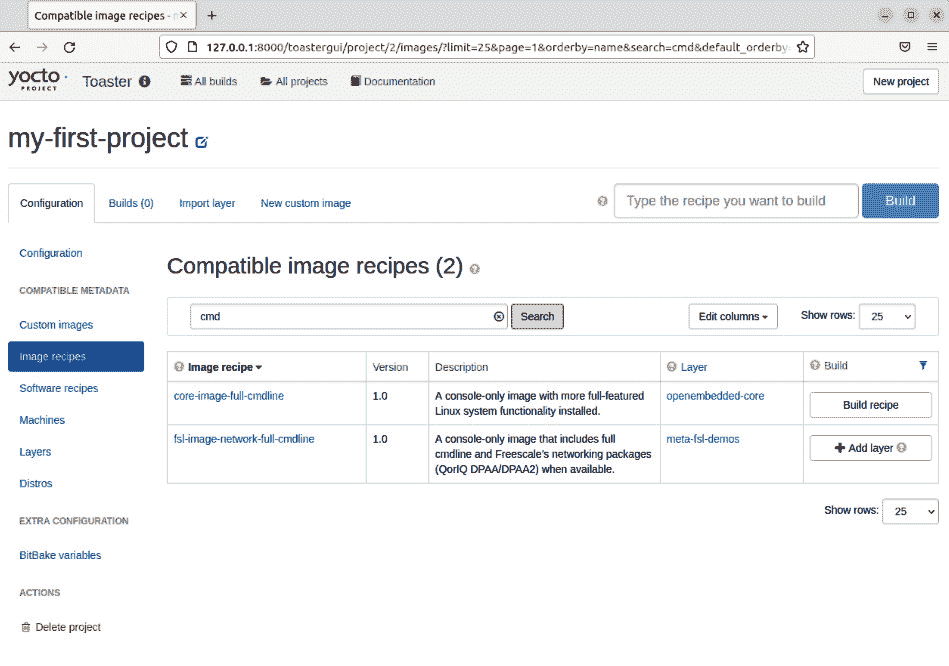 Compatible image recipes - n
127.0.0.1:8000/toastergui/project/2/images/?limit=25&page=1&orderby=name&search=cmd&default_orderby
yocto PROJECT Toaster All builds All projects Documentation New project
my-first-project
Configuration Builds (0) Import layer New custom image Type the recipe you want to build Build
Configuration
COMPATIBLE METADATA
Custom images
Image recipes
Software recipes
Machines
Layers
Distros
EXTRA CONFIGURATION
BitBake variables
ACTIONS
Delete project
Compatible image recipes (2)
cmd Search Edit columns Show rows: 25
Image recipe Version Description Layer Build
core-image-full-cmdline 1.0 A console-only image with more full-featured openembedded-core Build recipe
Linux system functionality installed.
fsl-image-network-full-cmdline 1.0 A console-only image that includes full meta-fsl-demos Add layer
cmdline and Freescale's networking packages
(QorIQ DPAA/DPAA2) when available.
Show rows: 25